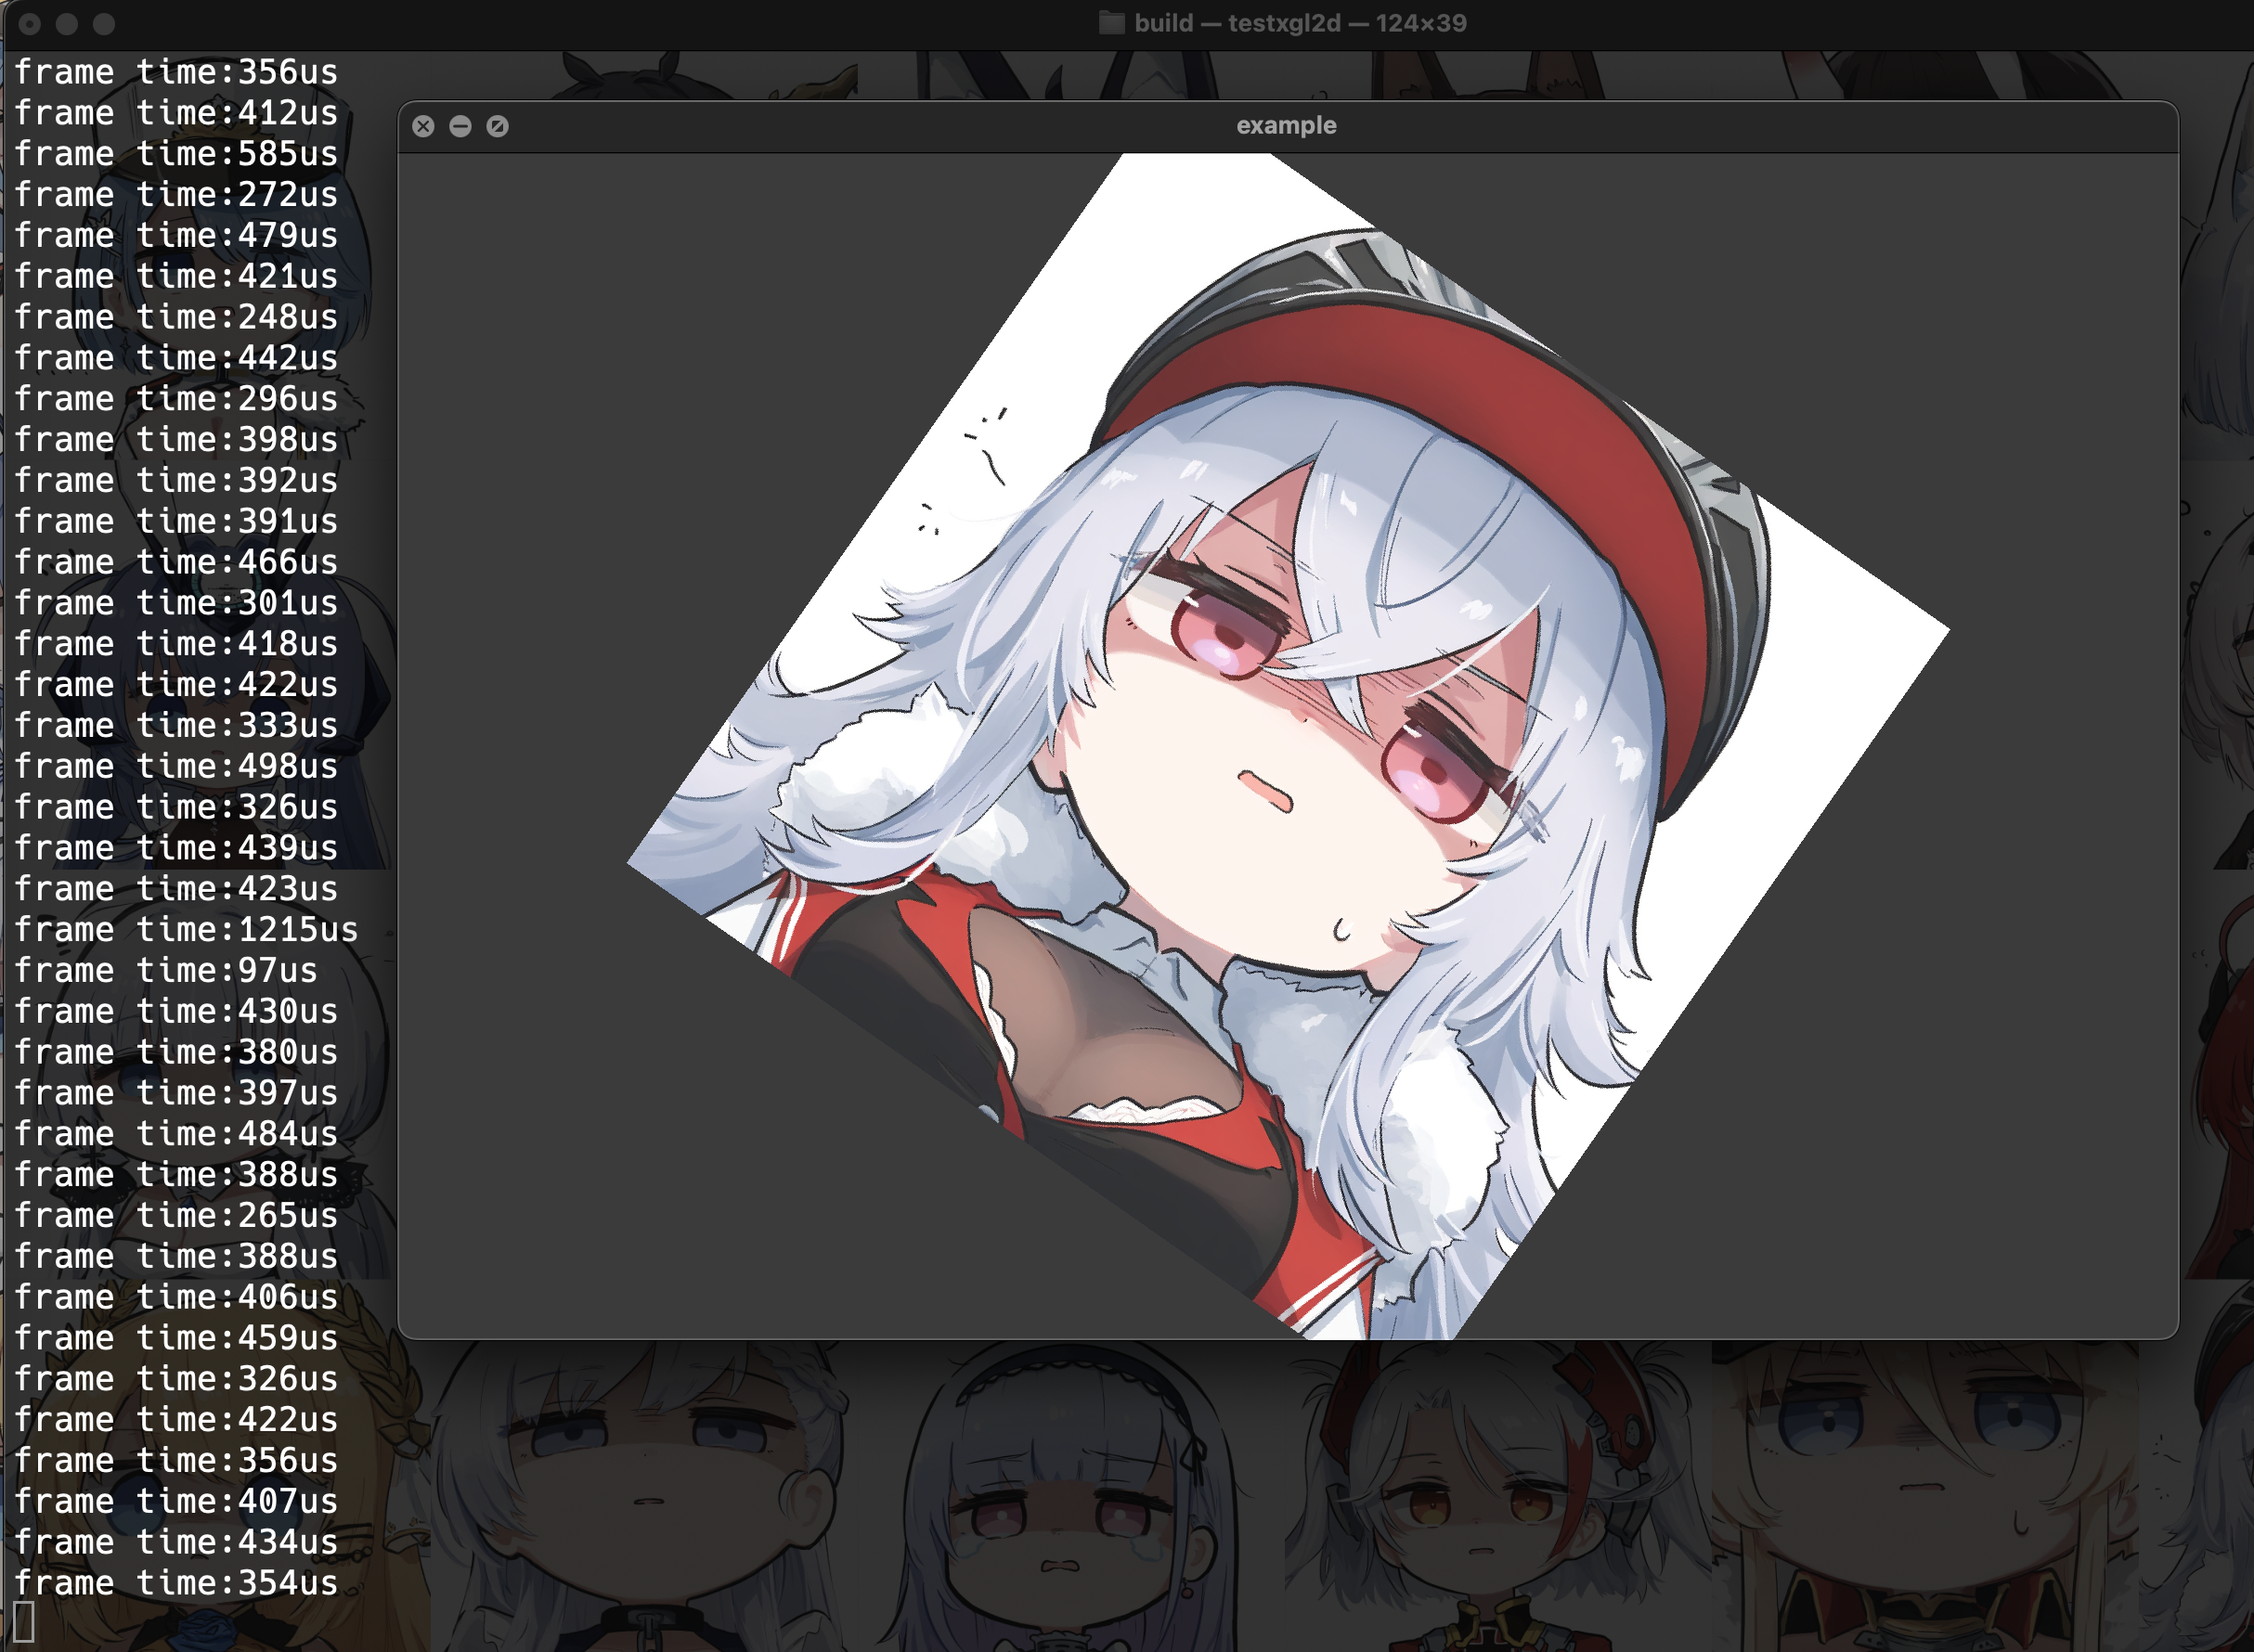 build — testxgl2d — 124×39
frame time:356us
frame time:412us
frame time:585us
frame time:272us
frame time:479us
frame time:421us
frame time:248us
frame time:442us
frame time:296us
frame time:398us
frame time:392us
frame time:391us
frame time:466us
frame time:301us
frame time:418us
frame time:422us
frame time:333us
frame time:498us
frame time:326us
frame time:439us
frame time:423us
frame time:1215us
frame time:97us
frame time:430us
frame time:380us
frame time:397us
frame time:484us
frame time:388us
frame time:265us
frame time:388us
frame time:406us
frame time:459us
frame time:326us
frame time:422us
frame time:356us
frame time:407us
frame time:434us
frame time:354us
example